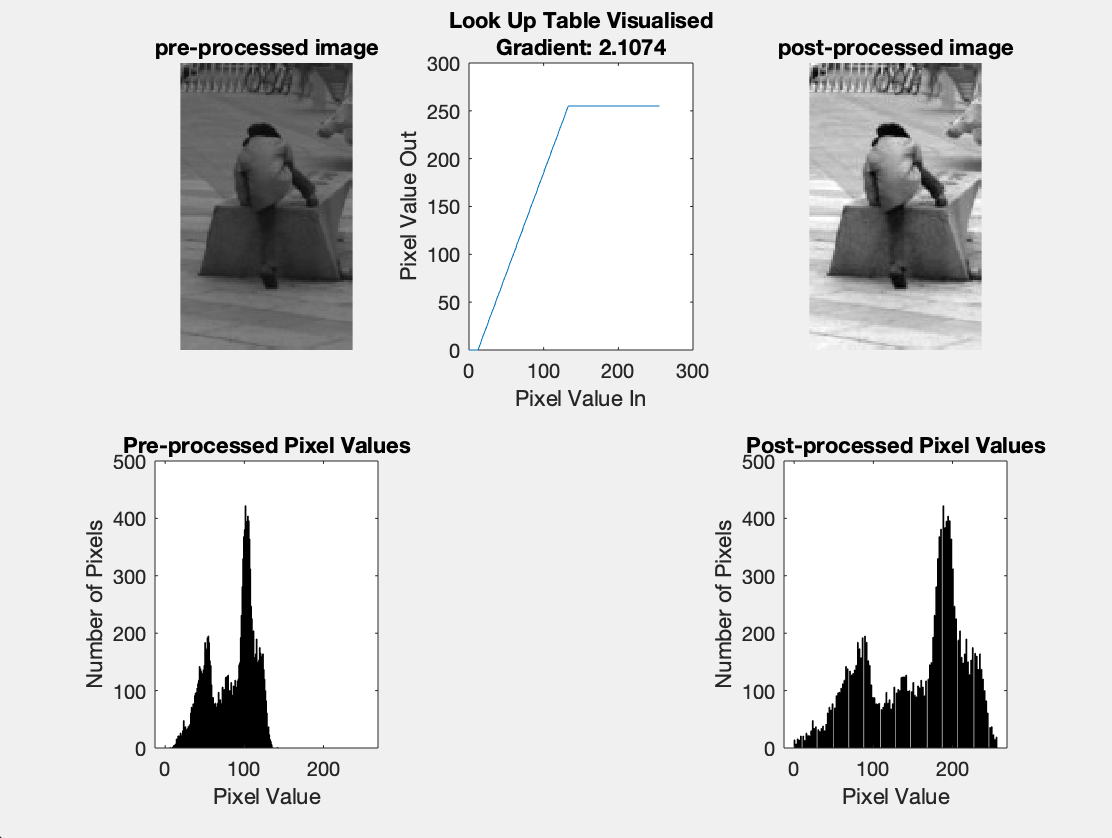 pre-processed image
Look Up Table Visualised
Gradient: 2.1074
post-processed image
300
250
200
150
100
50
0
Pixel Value Out
0 100 200 300
Pixel Value In
Pre-processed Pixel Values
500
400
300
200
100
0
Number of Pixels
0 100 200
Pixel Value
Post-processed Pixel Values
500
400
300
200
100
0
Number of Pixels
0 100 200
Pixel Value